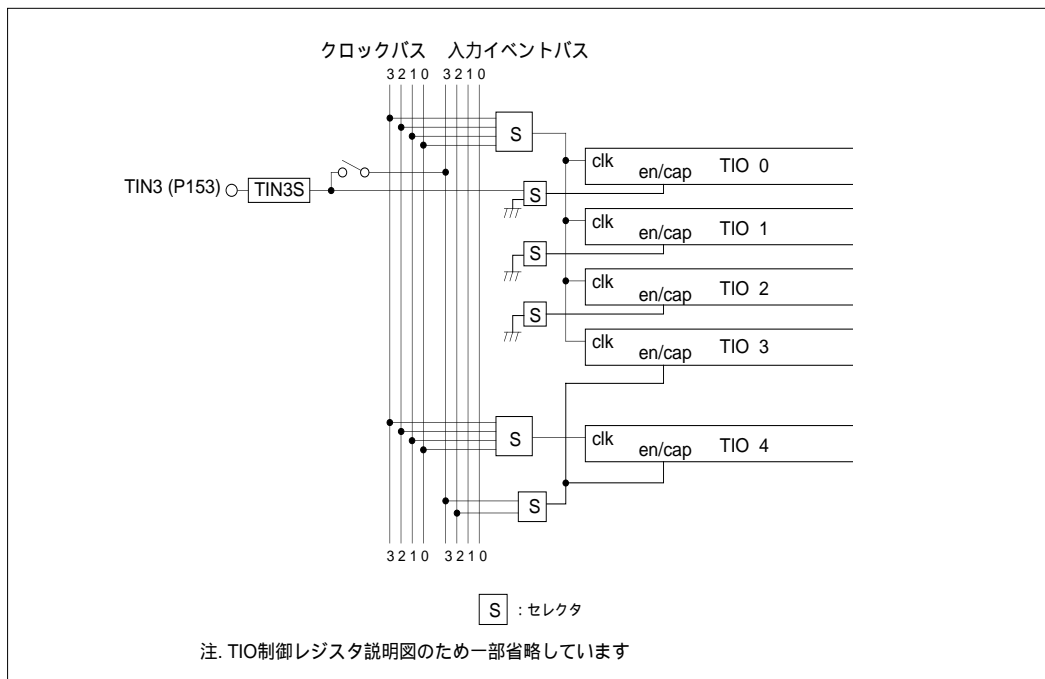 クロックバス 入力イベントバス
3 2 1 0 3 2 1 0
S
clk
en/cap TIO 0
TIN3 (P153) TIN3S
S
clk
en/cap TIO 1
S
clk
en/cap TIO 2
S
clk
en/cap TIO 3
S
clk
en/cap TIO 4
S
3 2 1 0 3 2 1 0
S : セレクタ
注. TIO制御レジスタ説明図のため一部省略しています